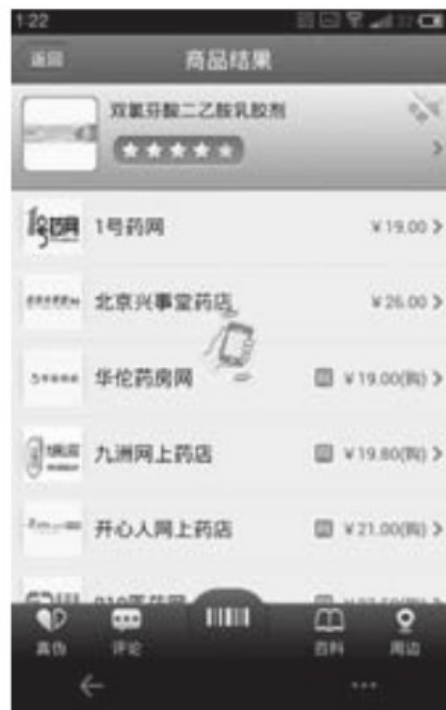 1:22
返回
商品结果
双氯芬酸二乙胺乳胶剂
1号药网
¥19.00
北京兴事堂药店
¥26.00
华佗药房网
¥19.00(购)
九洲网上药店
¥19.80(购)
开心人网上药店
¥21.00(购)
真伪
评论
百科
周边